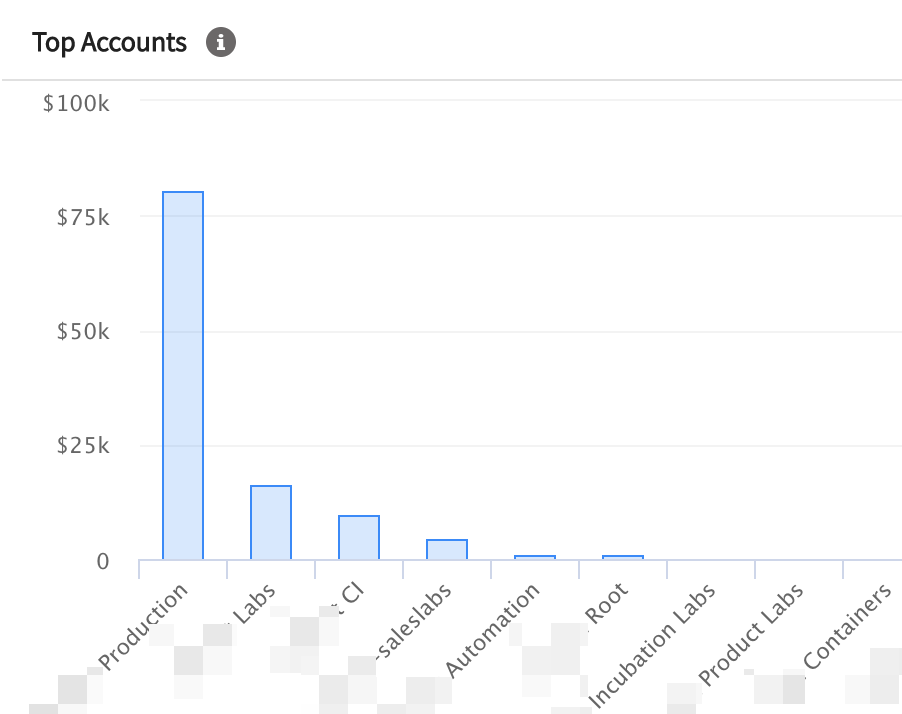 Top Accounts
$100k
$75k
$50k
$25k
0
Production
Labs
CI
-saleslabs
Automation
Root
Incubation Labs
Product Labs
Containers